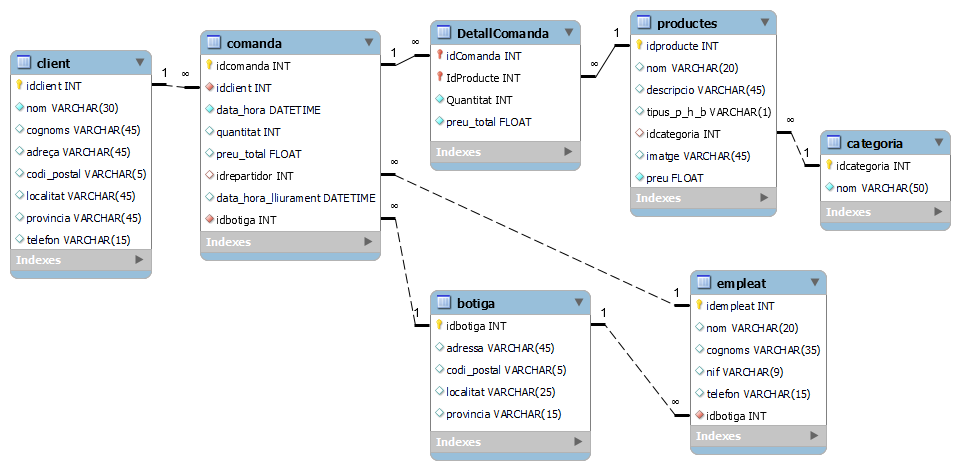 client
idclient INT
nom VARCHAR(30)
cognoms VARCHAR(45)
adreça VARCHAR(45)
codi_postal VARCHAR(5)
localitat VARCHAR(45)
provincia VARCHAR(45)
telefon VARCHAR(15)
Indexes
1
∞
comanda
idcomanda INT
idclient INT
data_hora DATETIME
quantitat INT
preu_total FLOAT
idrepartidor INT
data_hora_lliurament DATETIME
idbotiga INT
Indexes
1
∞
DetallComanda
idComanda INT
IdProducte INT
Quantitat INT
preu_total FLOAT
Indexes
1
∞
productes
idproducte INT
nom VARCHAR(20)
descripcio VARCHAR(45)
tipus_p_h_b VARCHAR(1)
idcategoria INT
imatge VARCHAR(45)
preu FLOAT
Indexes
∞
1
categoria
idcategoria INT
nom VARCHAR(50)
Indexes
∞
∞
1
1
botiga
idbotiga INT
adressa VARCHAR(45)
codi_postal VARCHAR(5)
localitat VARCHAR(25)
provincia VARCHAR(15)
Indexes
1
∞
empleat
idempleat INT
nom VARCHAR(20)
cognoms VARCHAR(35)
nif VARCHAR(9)
telefon VARCHAR(15)
idbotiga INT
Indexes